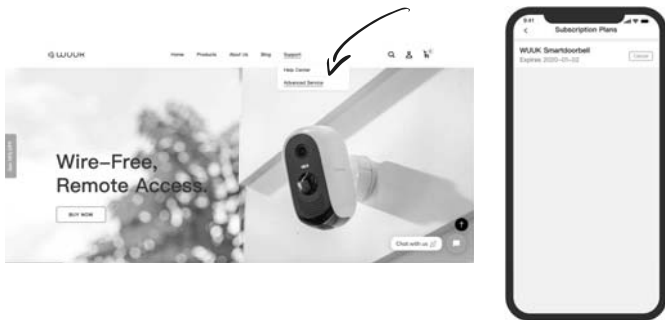 WUUK
Home Products About Us Blog Support
Help Center
Advanced Service
Wire-Free,
Remote Access.
BUY NOW
Chat with us
9:41
Subscription Plans
WUUK Smartdoorbell
Expires 2020-01-02
Cancel